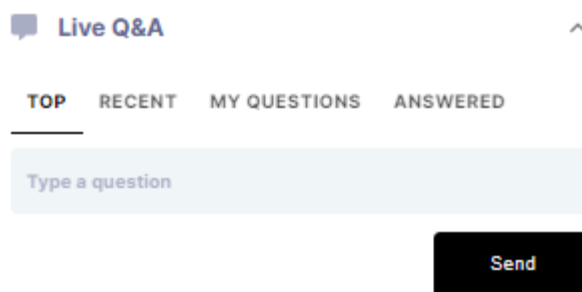 Live Q&A
TOP RECENT MY QUESTIONS ANSWERED
Type a question
Send